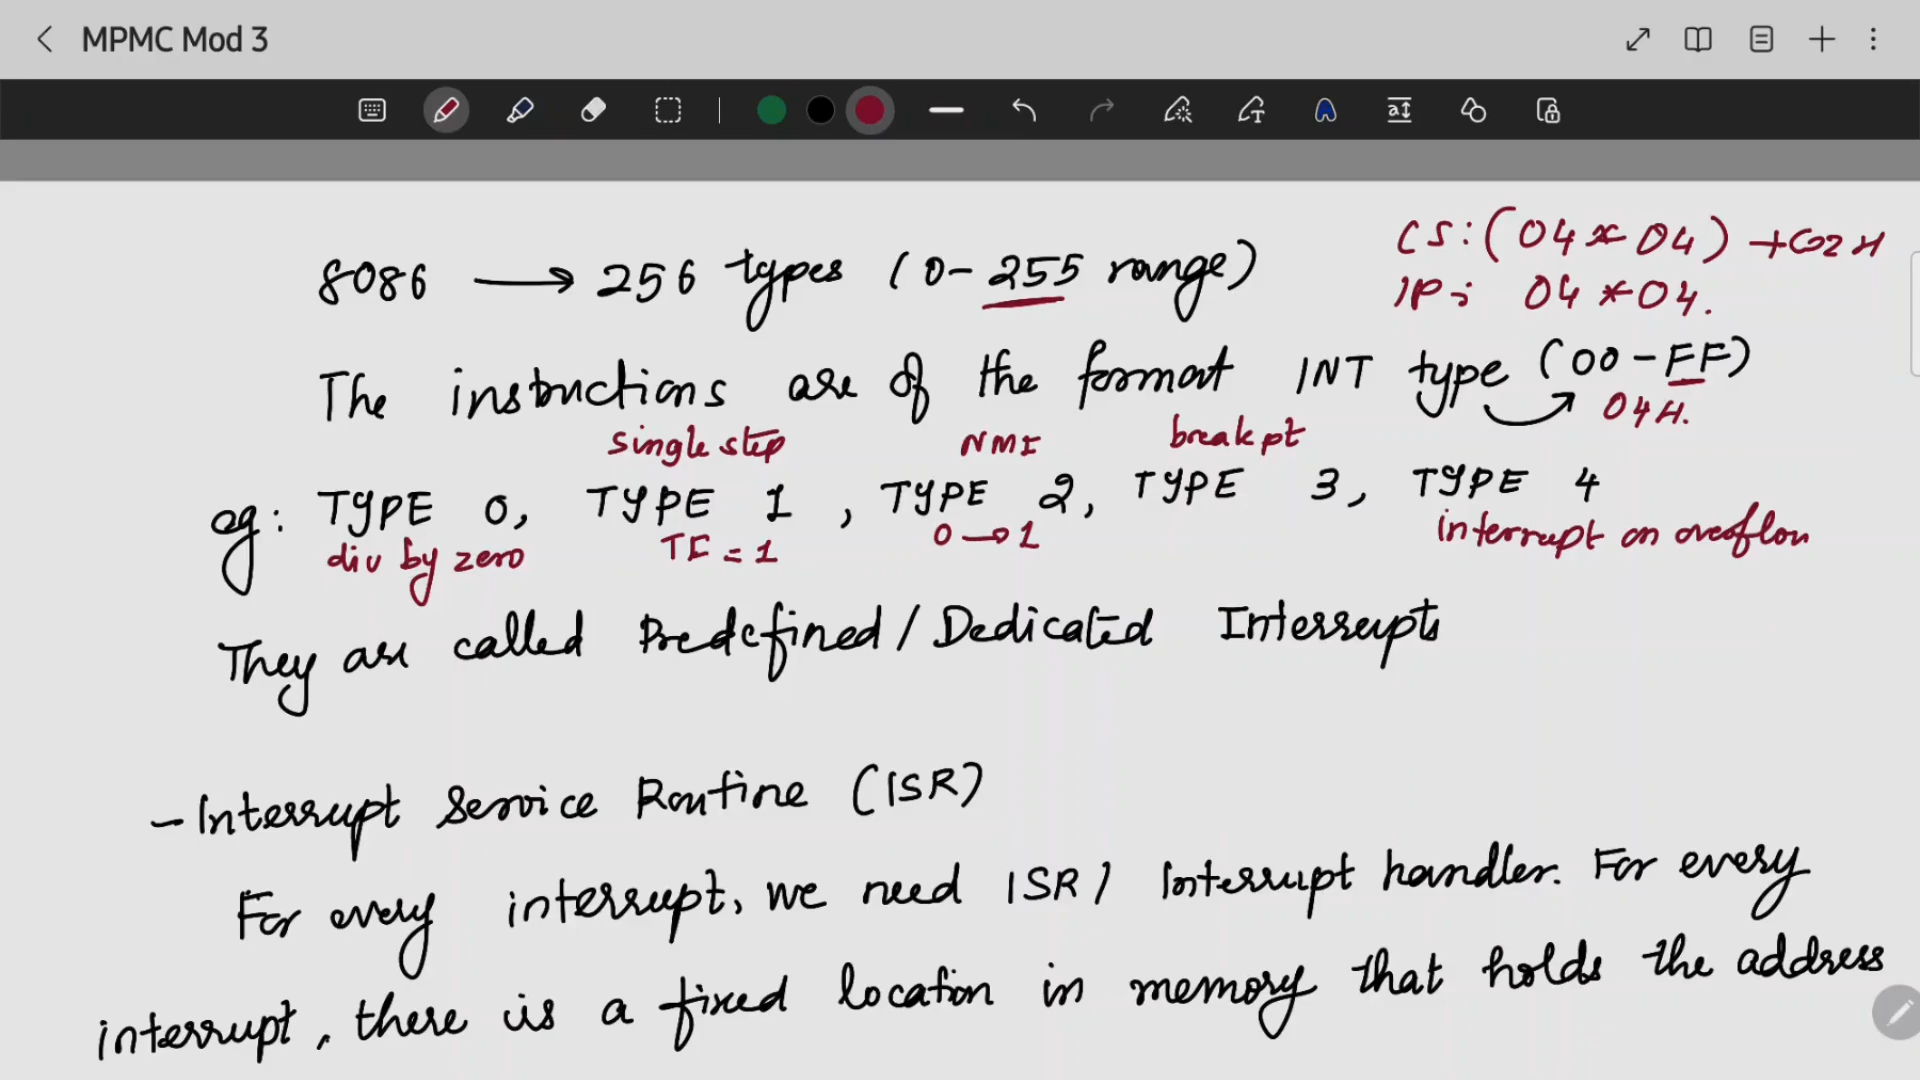 MPMC Mod 3
CS:(04*04)+02H
8086 → 256 types (0-255 range)
IP: 04*04.
The instructions are of the format INT type (00-FF)
04H.
single step NMI break pt
eg: TYPE 0, TYPE 1, TYPE 2, TYPE 3, TYPE 4
div by zero TF = 1 0→1 interrupt on overflow
They are called Predefined/Dedicated Interrupts
- Interrupt Service Routine (ISR)
For every interrupt, we need ISR/ Interrupt handler. For every
interrupt, there is a fixed location in memory that holds the address